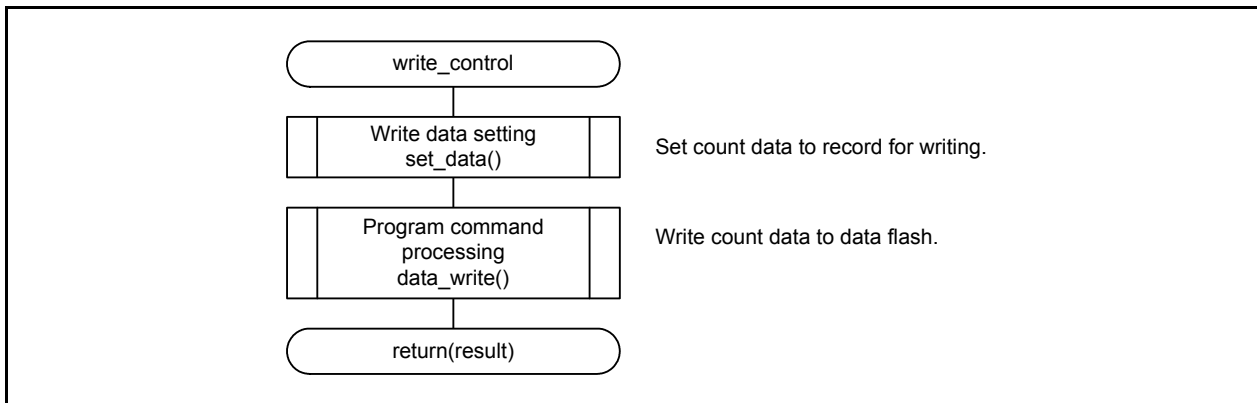 write_control
Write data setting
set_data()
Set count data to record for writing.
Program command
processing
data_write()
Write count data to data flash.
return(result)